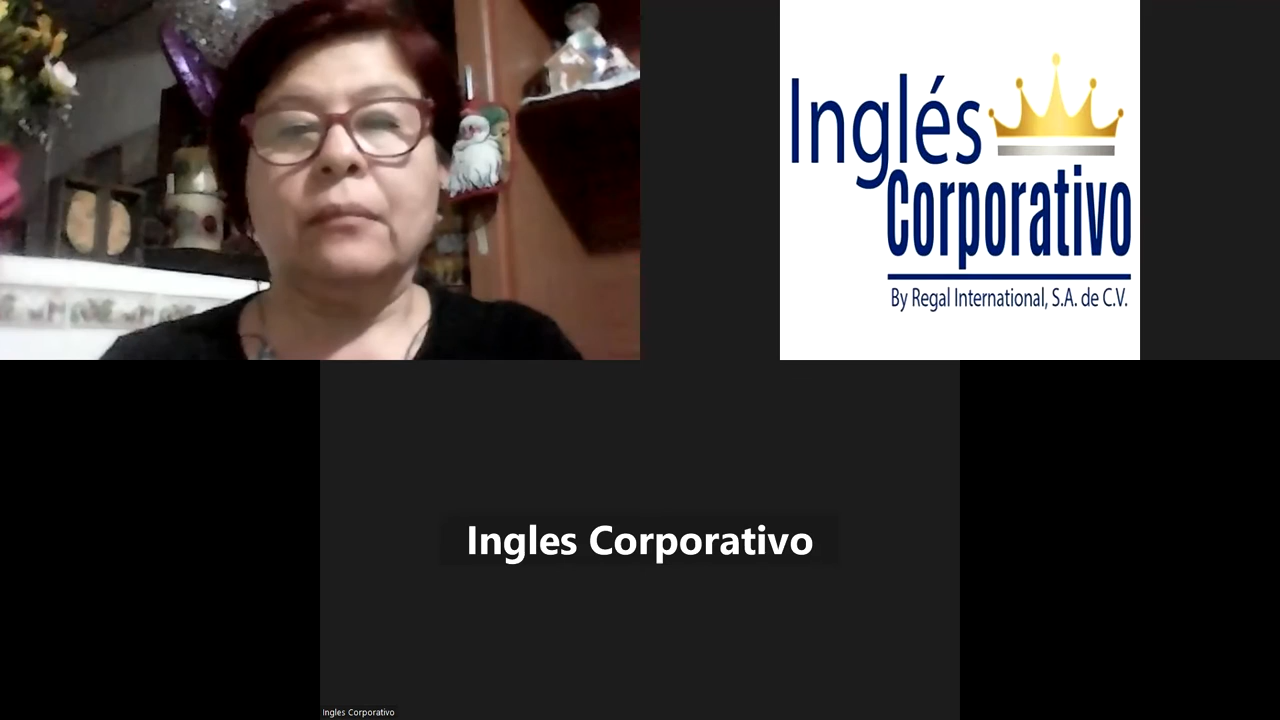 Inglés
Corporativo
By Regal International, S.A. de C.V.
Ingles Corporativo
Ingles Corporativo